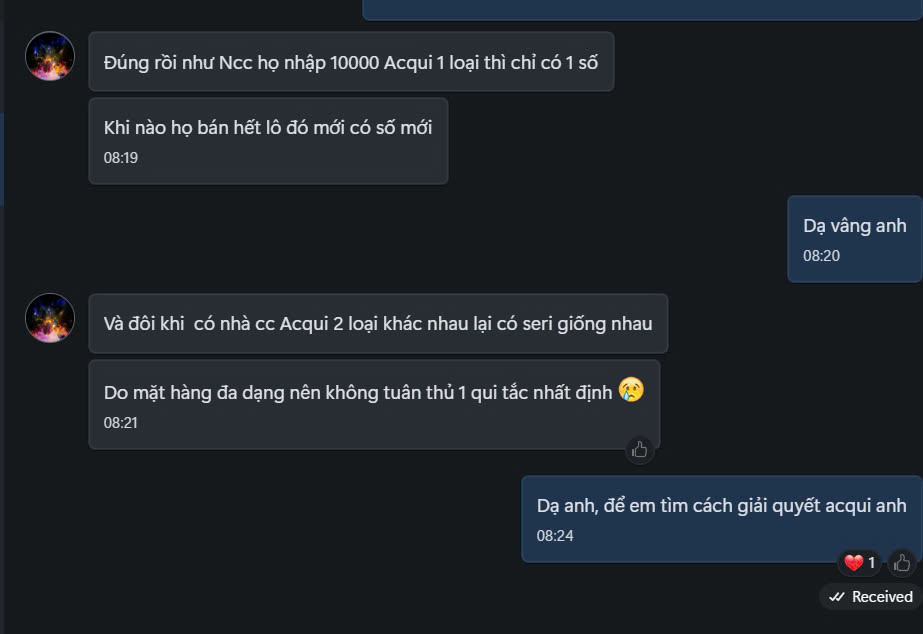 Đúng rồi như Ncc họ nhập 10000 Acqui 1 loại thì chỉ có 1 số
Khi nào họ bán hết lô đó mới có số mới
08:19
Dạ vâng anh
08:20
Và đôi khi  có nhà cc Acqui 2 loại khác nhau lại có seri giống nhau
Do mặt hàng đa dạng nên không tuân thủ 1 qui tắc nhất định 😢
08:21
Dạ anh, để em tìm cách giải quyết acqui anh
08:24
1
Received